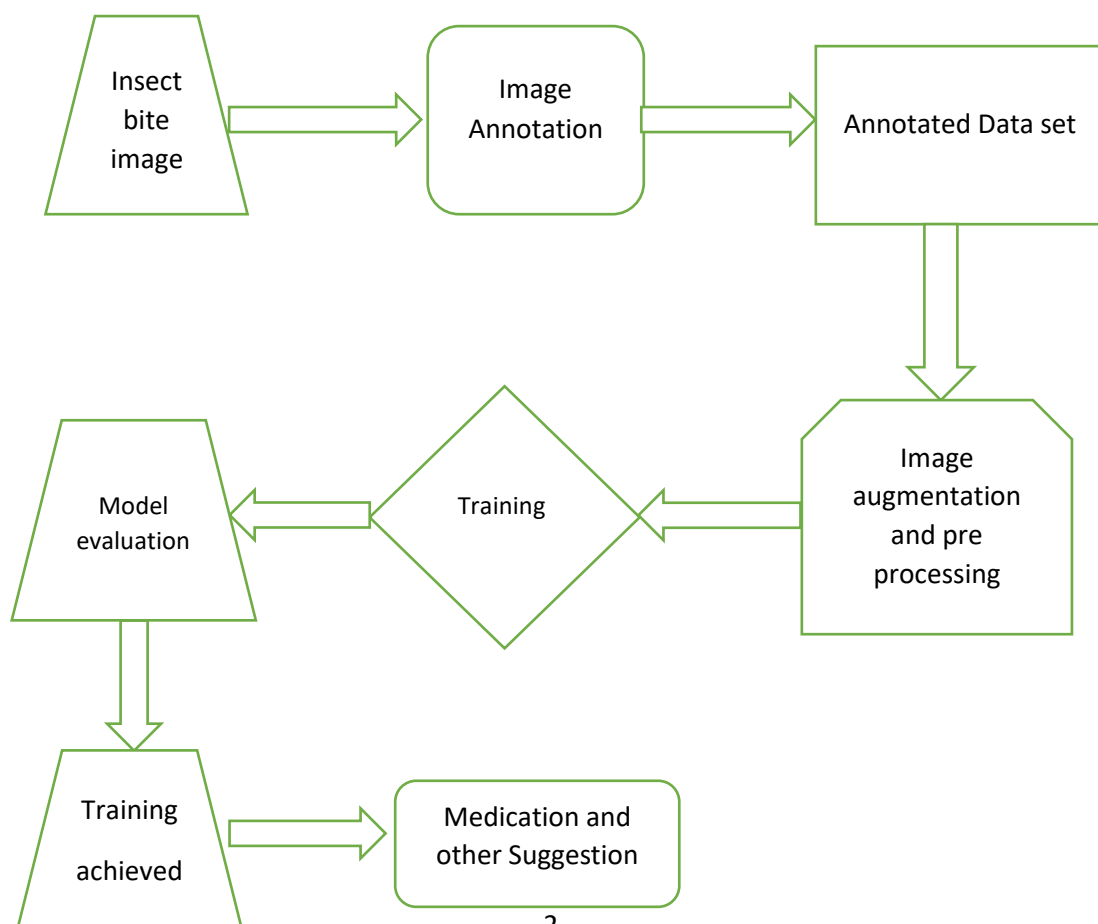 Insect
bite
image
Image
Annotation
Annotated Data set
Image
augmentation
and pre
processing
Training
Model
evaluation
Training
achieved
Medication and
other Suggestion